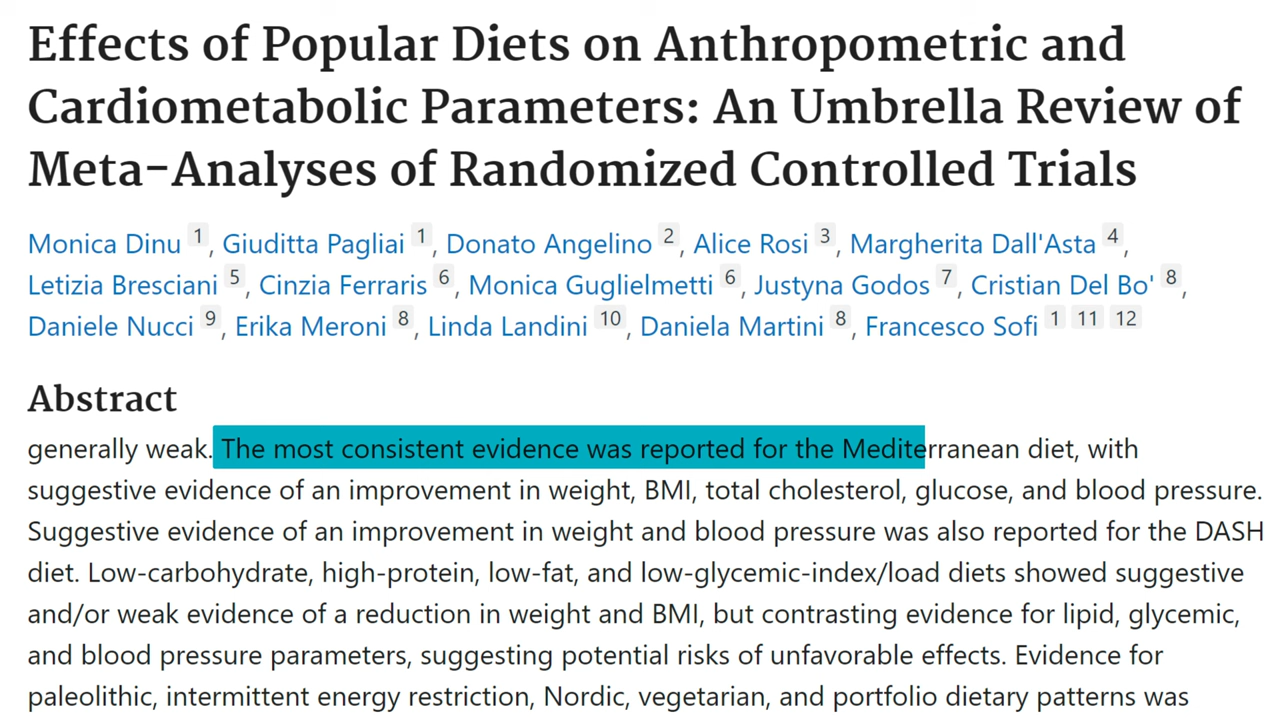 Effects of Popular Diets on Anthropometric and
Cardiometabolic Parameters: An Umbrella Review of
Meta-Analyses of Randomized Controlled Trials
Monica Dinu 1, Giuditta Pagliai 1, Donato Angelino 2, Alice Rosi 3, Margherita Dall'Asta 4,
Letizia Bresciani 5, Cinzia Ferraris 6, Monica Guglielmetti 6, Justyna Godos 7, Cristian Del Bo' 8,
Daniele Nucci 9, Erika Meroni 8, Linda Landini 10, Daniela Martini 8, Francesco Sofi 1 11 12
Abstract
generally weak. The most consistent evidence was reported for the Mediterranean diet, with
suggestive evidence of an improvement in weight, BMI, total cholesterol, glucose, and blood pressure.
Suggestive evidence of an improvement in weight and blood pressure was also reported for the DASH
diet. Low-carbohydrate, high-protein, low-fat, and low-glycemic-index/load diets showed suggestive
and/or weak evidence of a reduction in weight and BMI, but contrasting evidence for lipid, glycemic,
and blood pressure parameters, suggesting potential risks of unfavorable effects. Evidence for
paleolithic, intermittent energy restriction, Nordic, vegetarian, and portfolio dietary patterns was